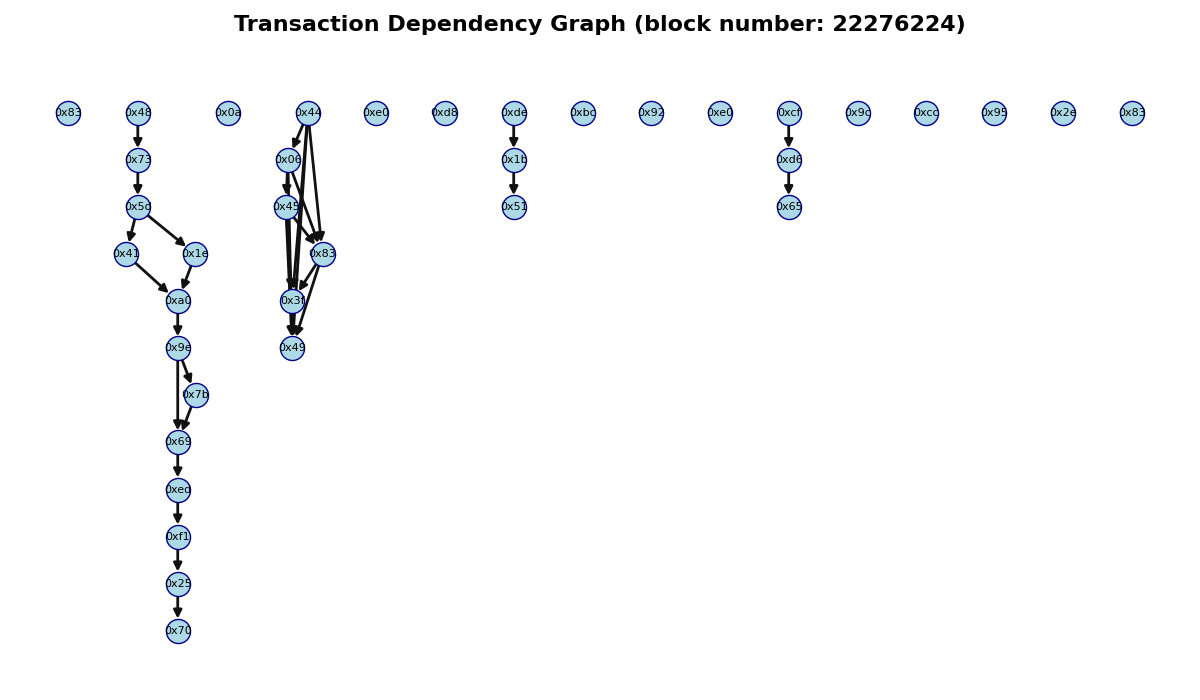 Transaction Dependency Graph (block number: 22276224)
0x83 0x48 0x0a 0x44 0xe0 0xd8 0xde 0xbc 0x92 0xe0 0xcf 0x9c 0xcc 0x95 0x2e 0x83
0x73 0x06 0x1b 0xd6
0x5d 0x45 0x51 0x65
0x41 0x1e 0x83
0xa0 0x3f
0x9e 0x49
0x7b
0x69
0xf1
0x25
0x70